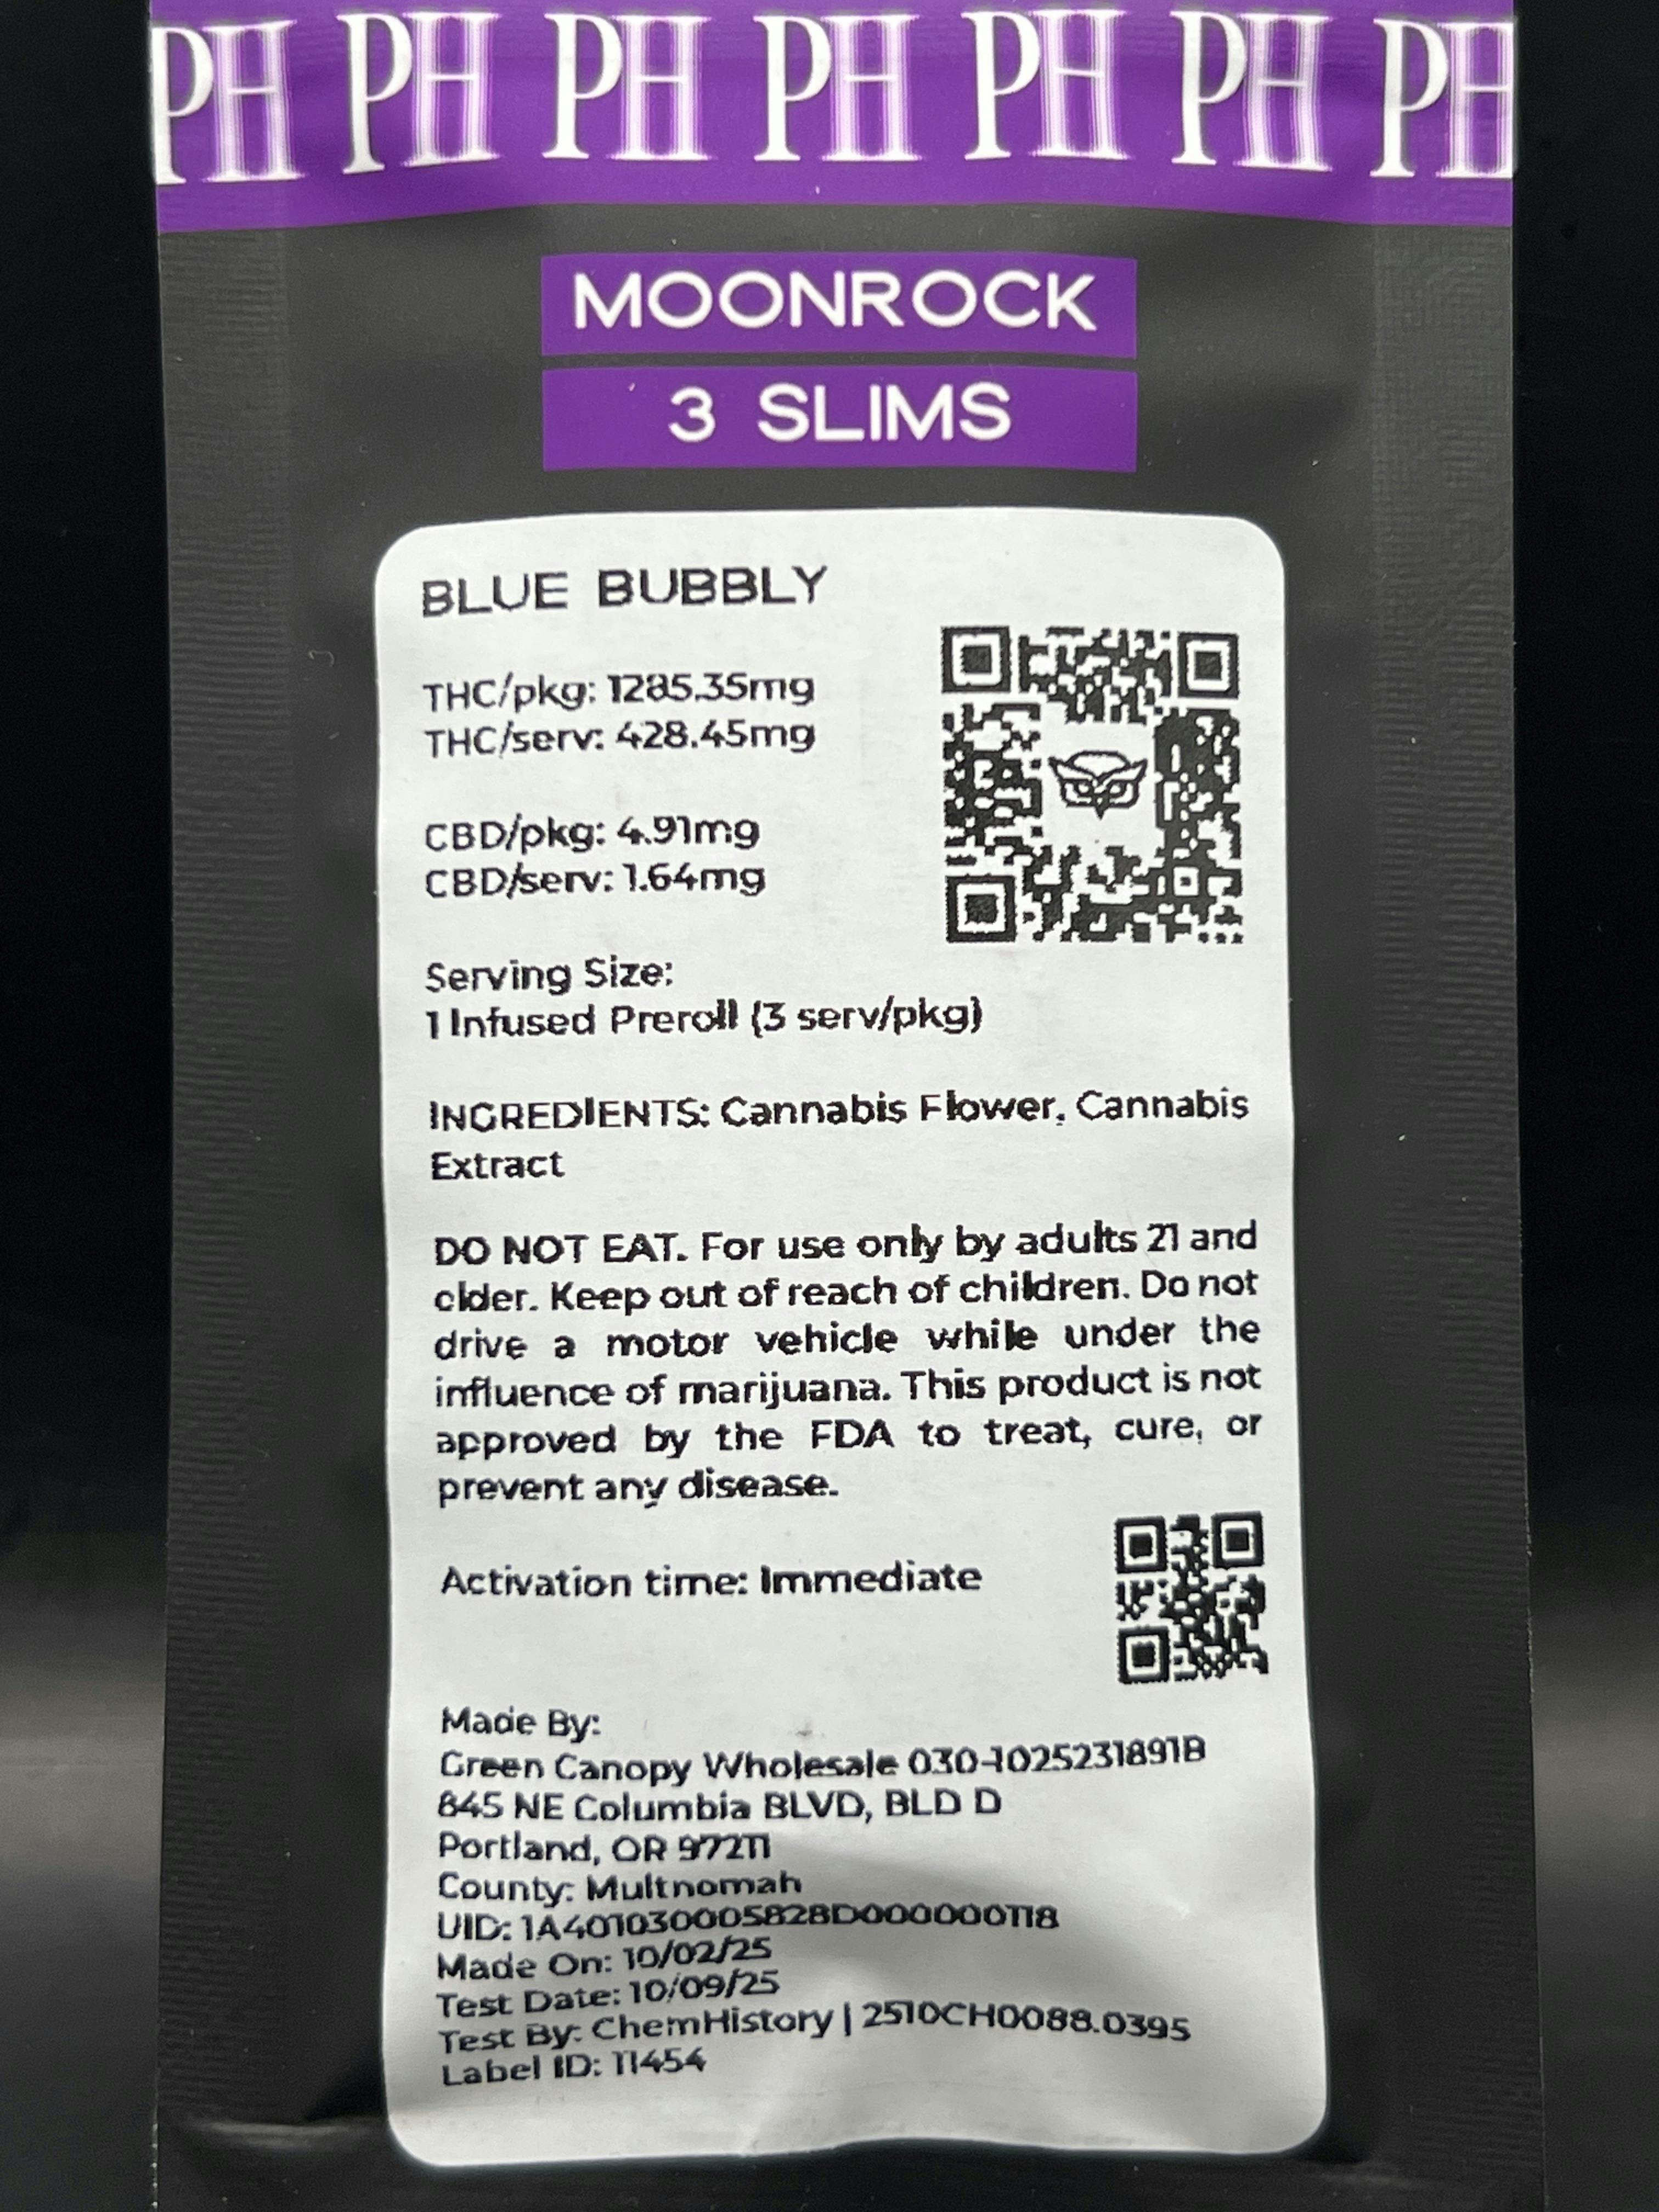 PH PH PH PH PH PH PH
MOONROCK
3 SLIMS
BLUE BUBBLY
THC/pkg: 1285.35mg
THC/serv: 428.45mg
CBD/pkg: 4.91mg
CBD/serv: 1.64mg
Serving Size:
1 Infused Preroll (3 serv/pkg)
INGREDIENTS: Cannabis Flower, Cannabis
Extract
DO NOT EAT. For use only by adults 21 and
older. Keep out of reach of children. Do not
drive a motor vehicle while under the
influence of marijuana. This product is not
approved by the FDA to treat, cure, or
prevent any disease.
Activation time: Immediate
Made By:
Green Canopy Wholesale 030-1025231891B
845 NE Columbia BLVD, BLD D
Portland, OR 97211
County: Multnomah
UID: 1A401030005828D000000118
Made On: 10/02/25
Test Date: 10/09/25
Test By: ChemHistory | 2510CH0088.0395
Label ID: 11454